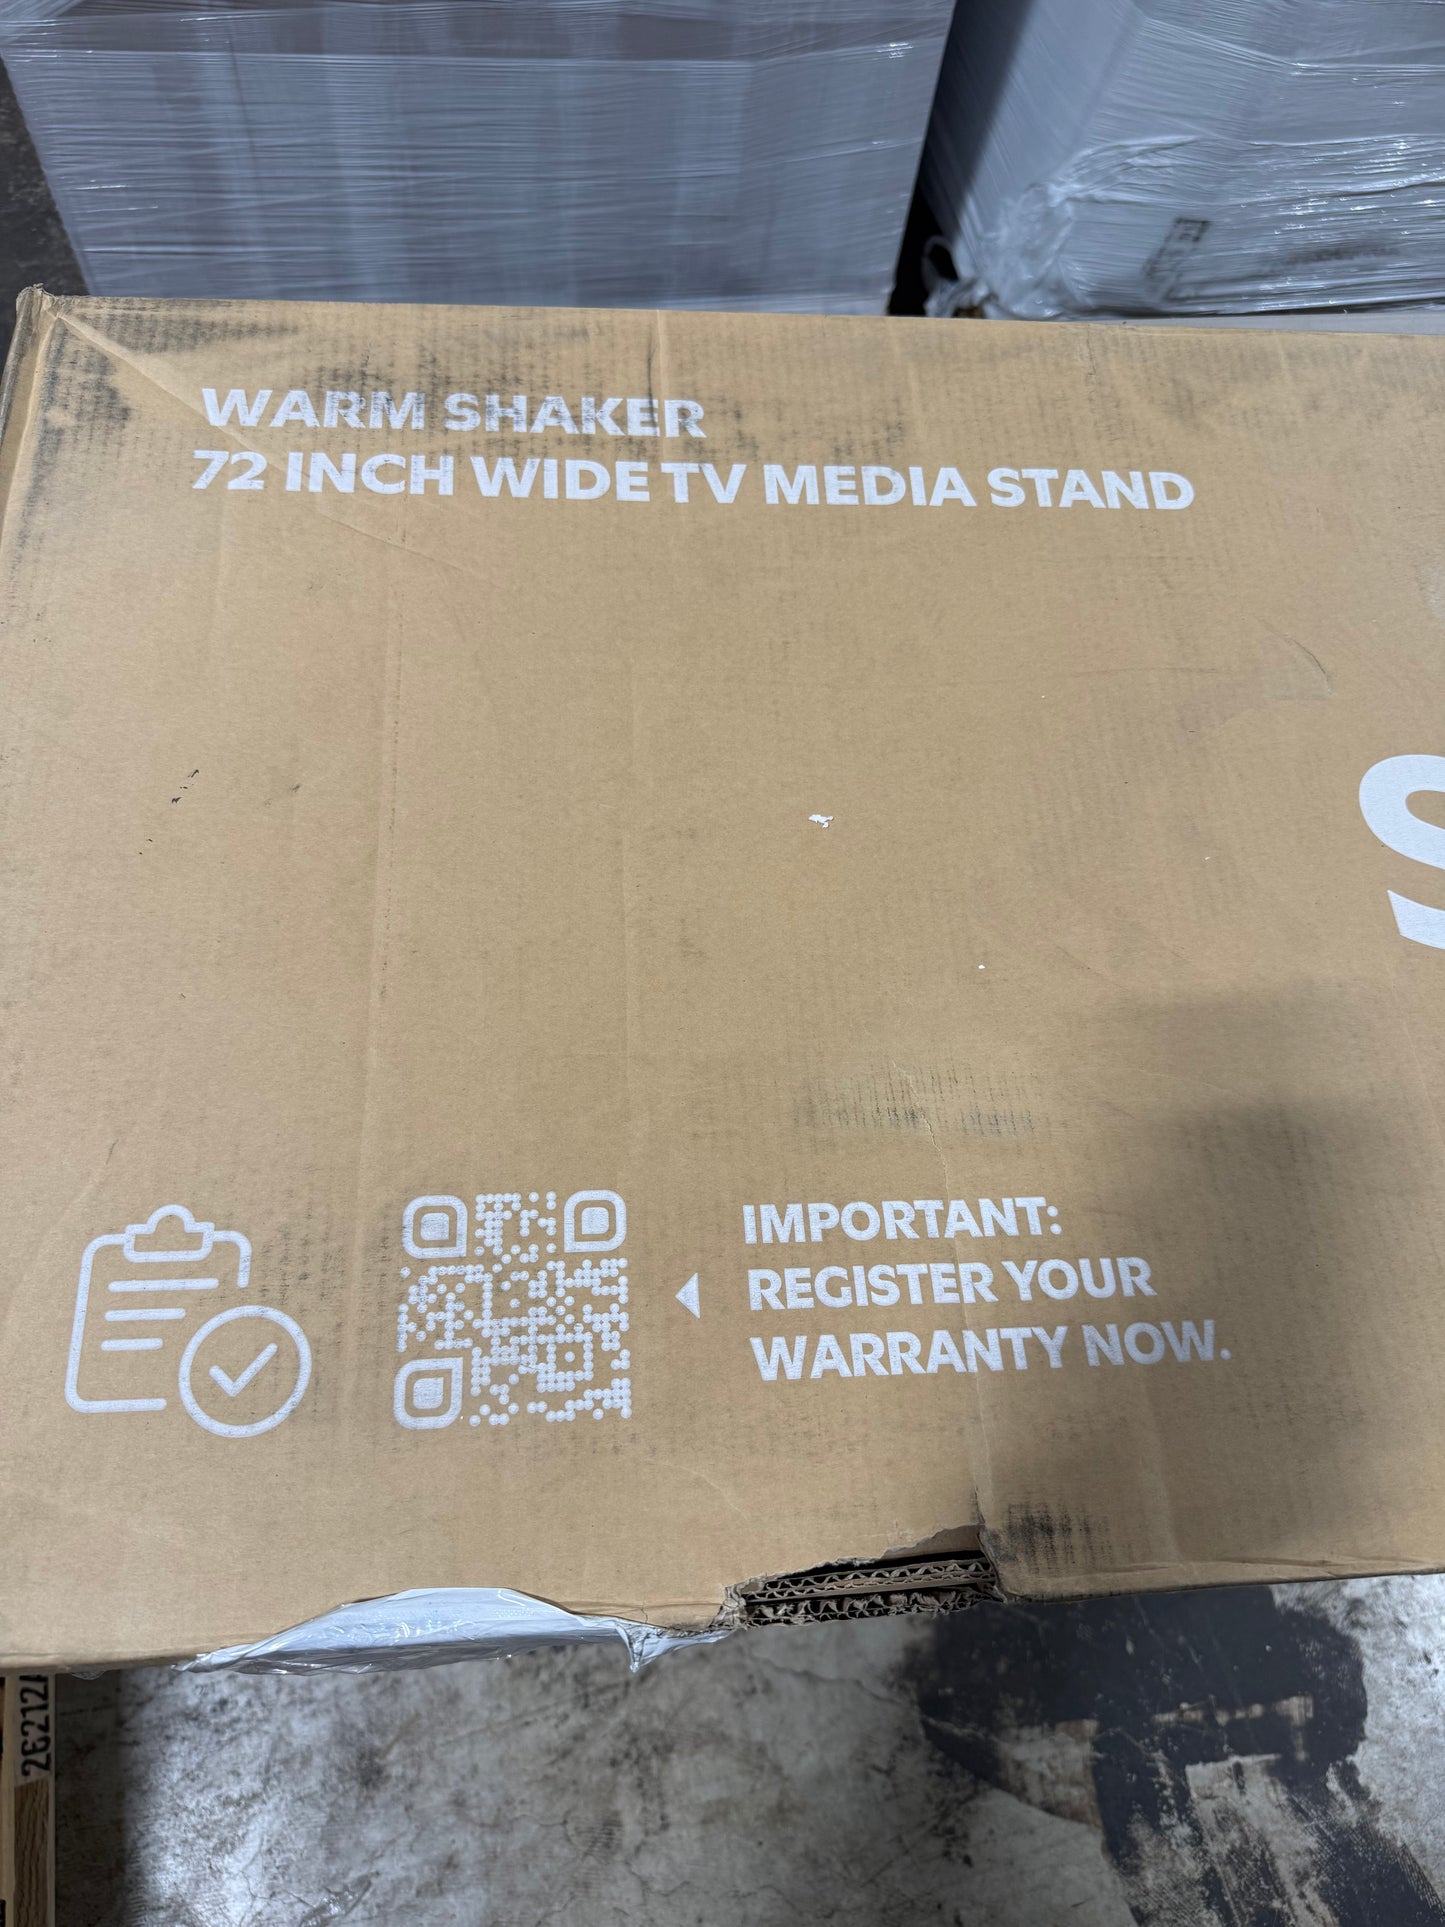 WARM SHAKER
72 INCH WIDE TV MEDIA STAND
S
IMPORTANT:
REGISTER YOUR
WARRANTY NOW.